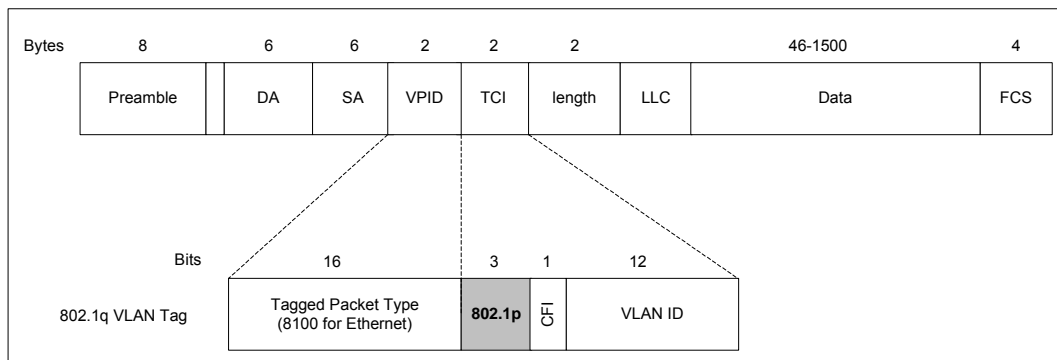 Bytes 8 6 6 2 2 2 46-1500 4
Preamble DA SA VPID TCI length LLC Data FCS
Bits 16 3 1 12
802.1q VLAN Tag
Tagged Packet Type
(8100 for Ethernet)
802.1p
CFI
VLAN ID